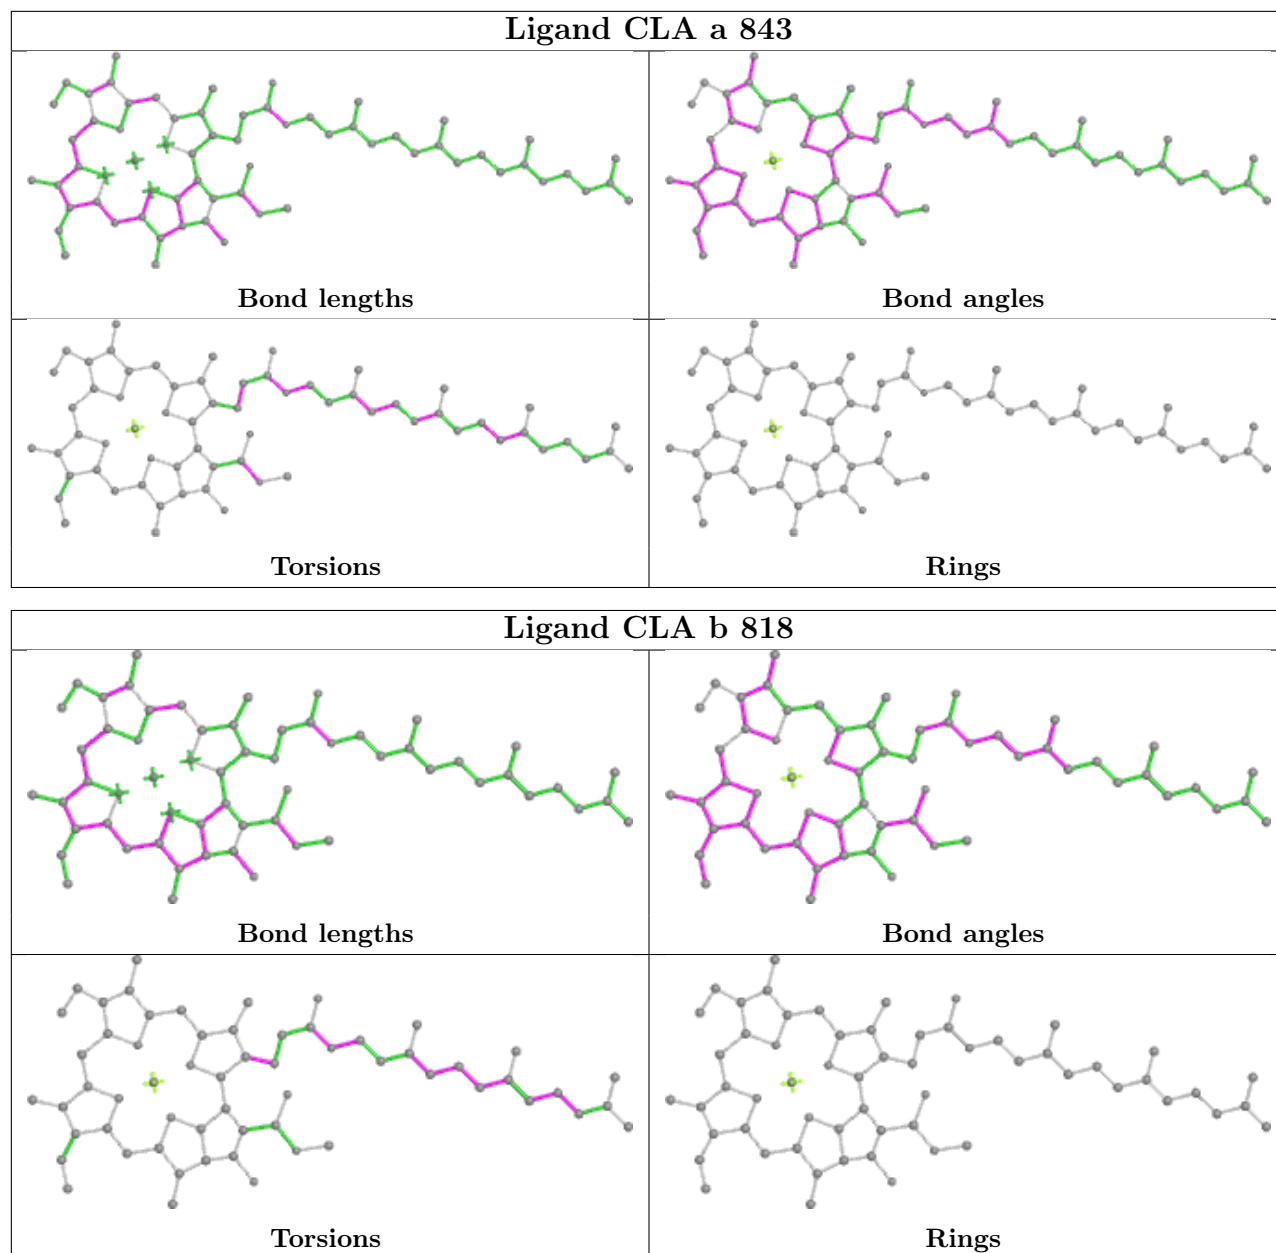 Ligand CLA a 843
Bond lengths
Bond angles
Torsions
Rings
Ligand CLA b 818
Bond lengths
Bond angles
Torsions
Rings